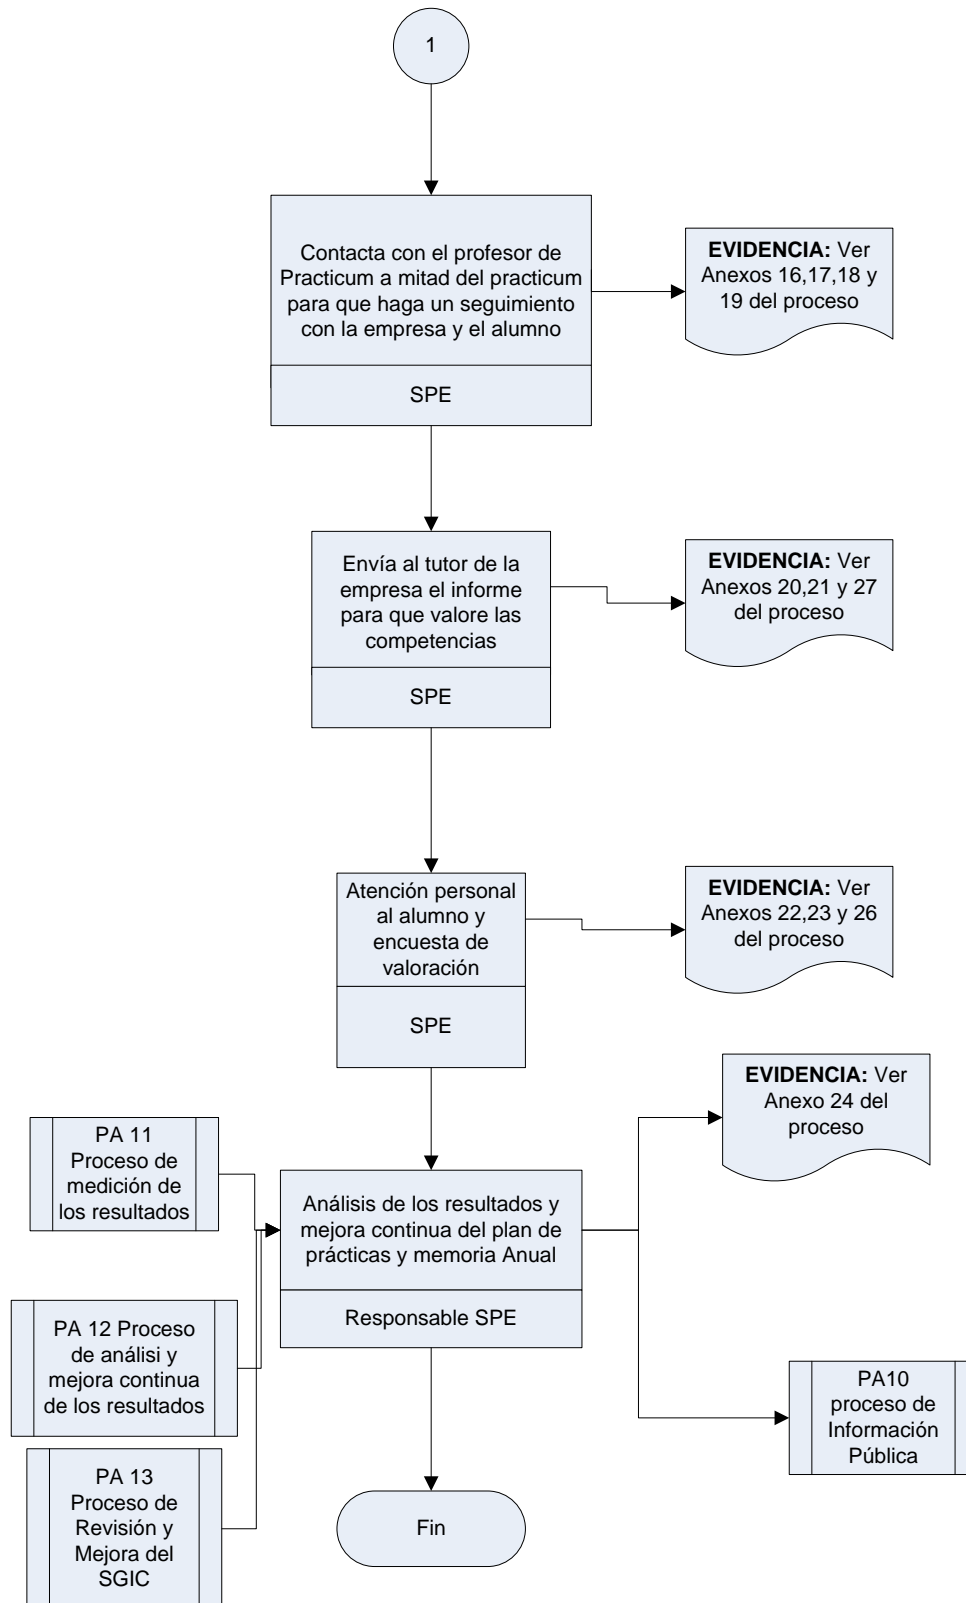 1
Contacta con el profesor de
Practicum a mitad del practicum
para que haga un seguimiento
con la empresa y el alumno
SPE
EVIDENCIA: Ver
Anexos 16,17,18 y
19 del proceso
Envía al tutor de la
empresa el informe
para que valore las
competencias
SPE
EVIDENCIA: Ver
Anexos 20,21 y 27
del proceso
Atención personal
al alumno y
encuesta de
valoración
SPE
EVIDENCIA: Ver
Anexos 22,23 y 26
del proceso
EVIDENCIA: Ver
Anexo 24 del
proceso
PA 11
Proceso de
medición de
los resultados
Análisis de los resultados y
mejora continua del plan de
prácticas y memoria Anual
Responsable SPE
PA 12 Proceso
de análisi y
mejora continua
de los resultados
PA10
proceso de
Información
Pública
PA 13
Proceso de
Revisión y
Mejora del
SGIC
Fin